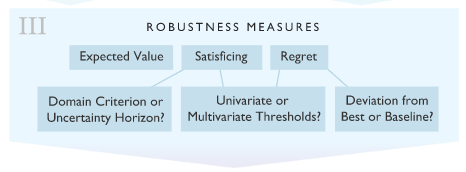 III
ROBUSTNESS MEASURES
Expected Value
Satisficing
Regret
Domain Criterion or
Uncertainty Horizon?
Univariate or
Multivariate Thresholds?
Deviation from
Best or Baseline?